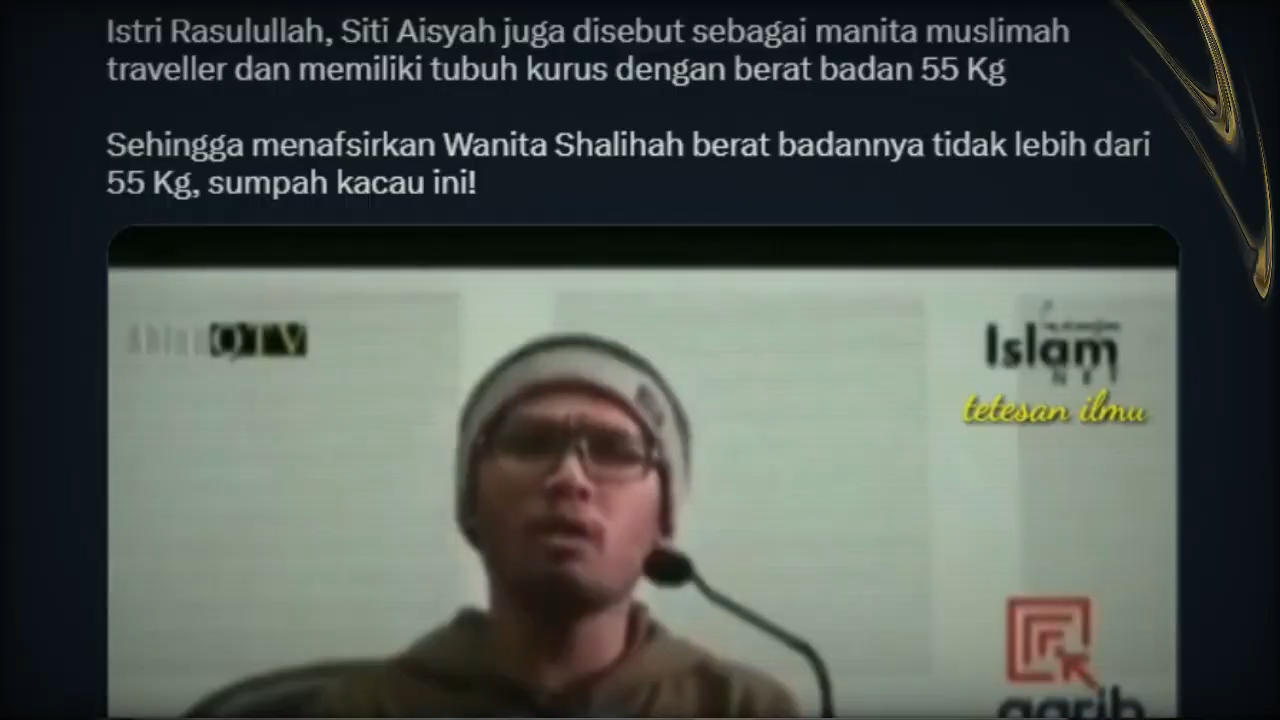 Istri Rasulullah, Siti Aisyah juga disebut sebagai manita muslimah
traveller dan memiliki tubuh kurus dengan berat badan 55 Kg
Sehingga menafsirkan Wanita Shalihah berat badannya tidak lebih dari
55 Kg, sumpah kacau ini!
QTV
Islam
tetesan ilmu